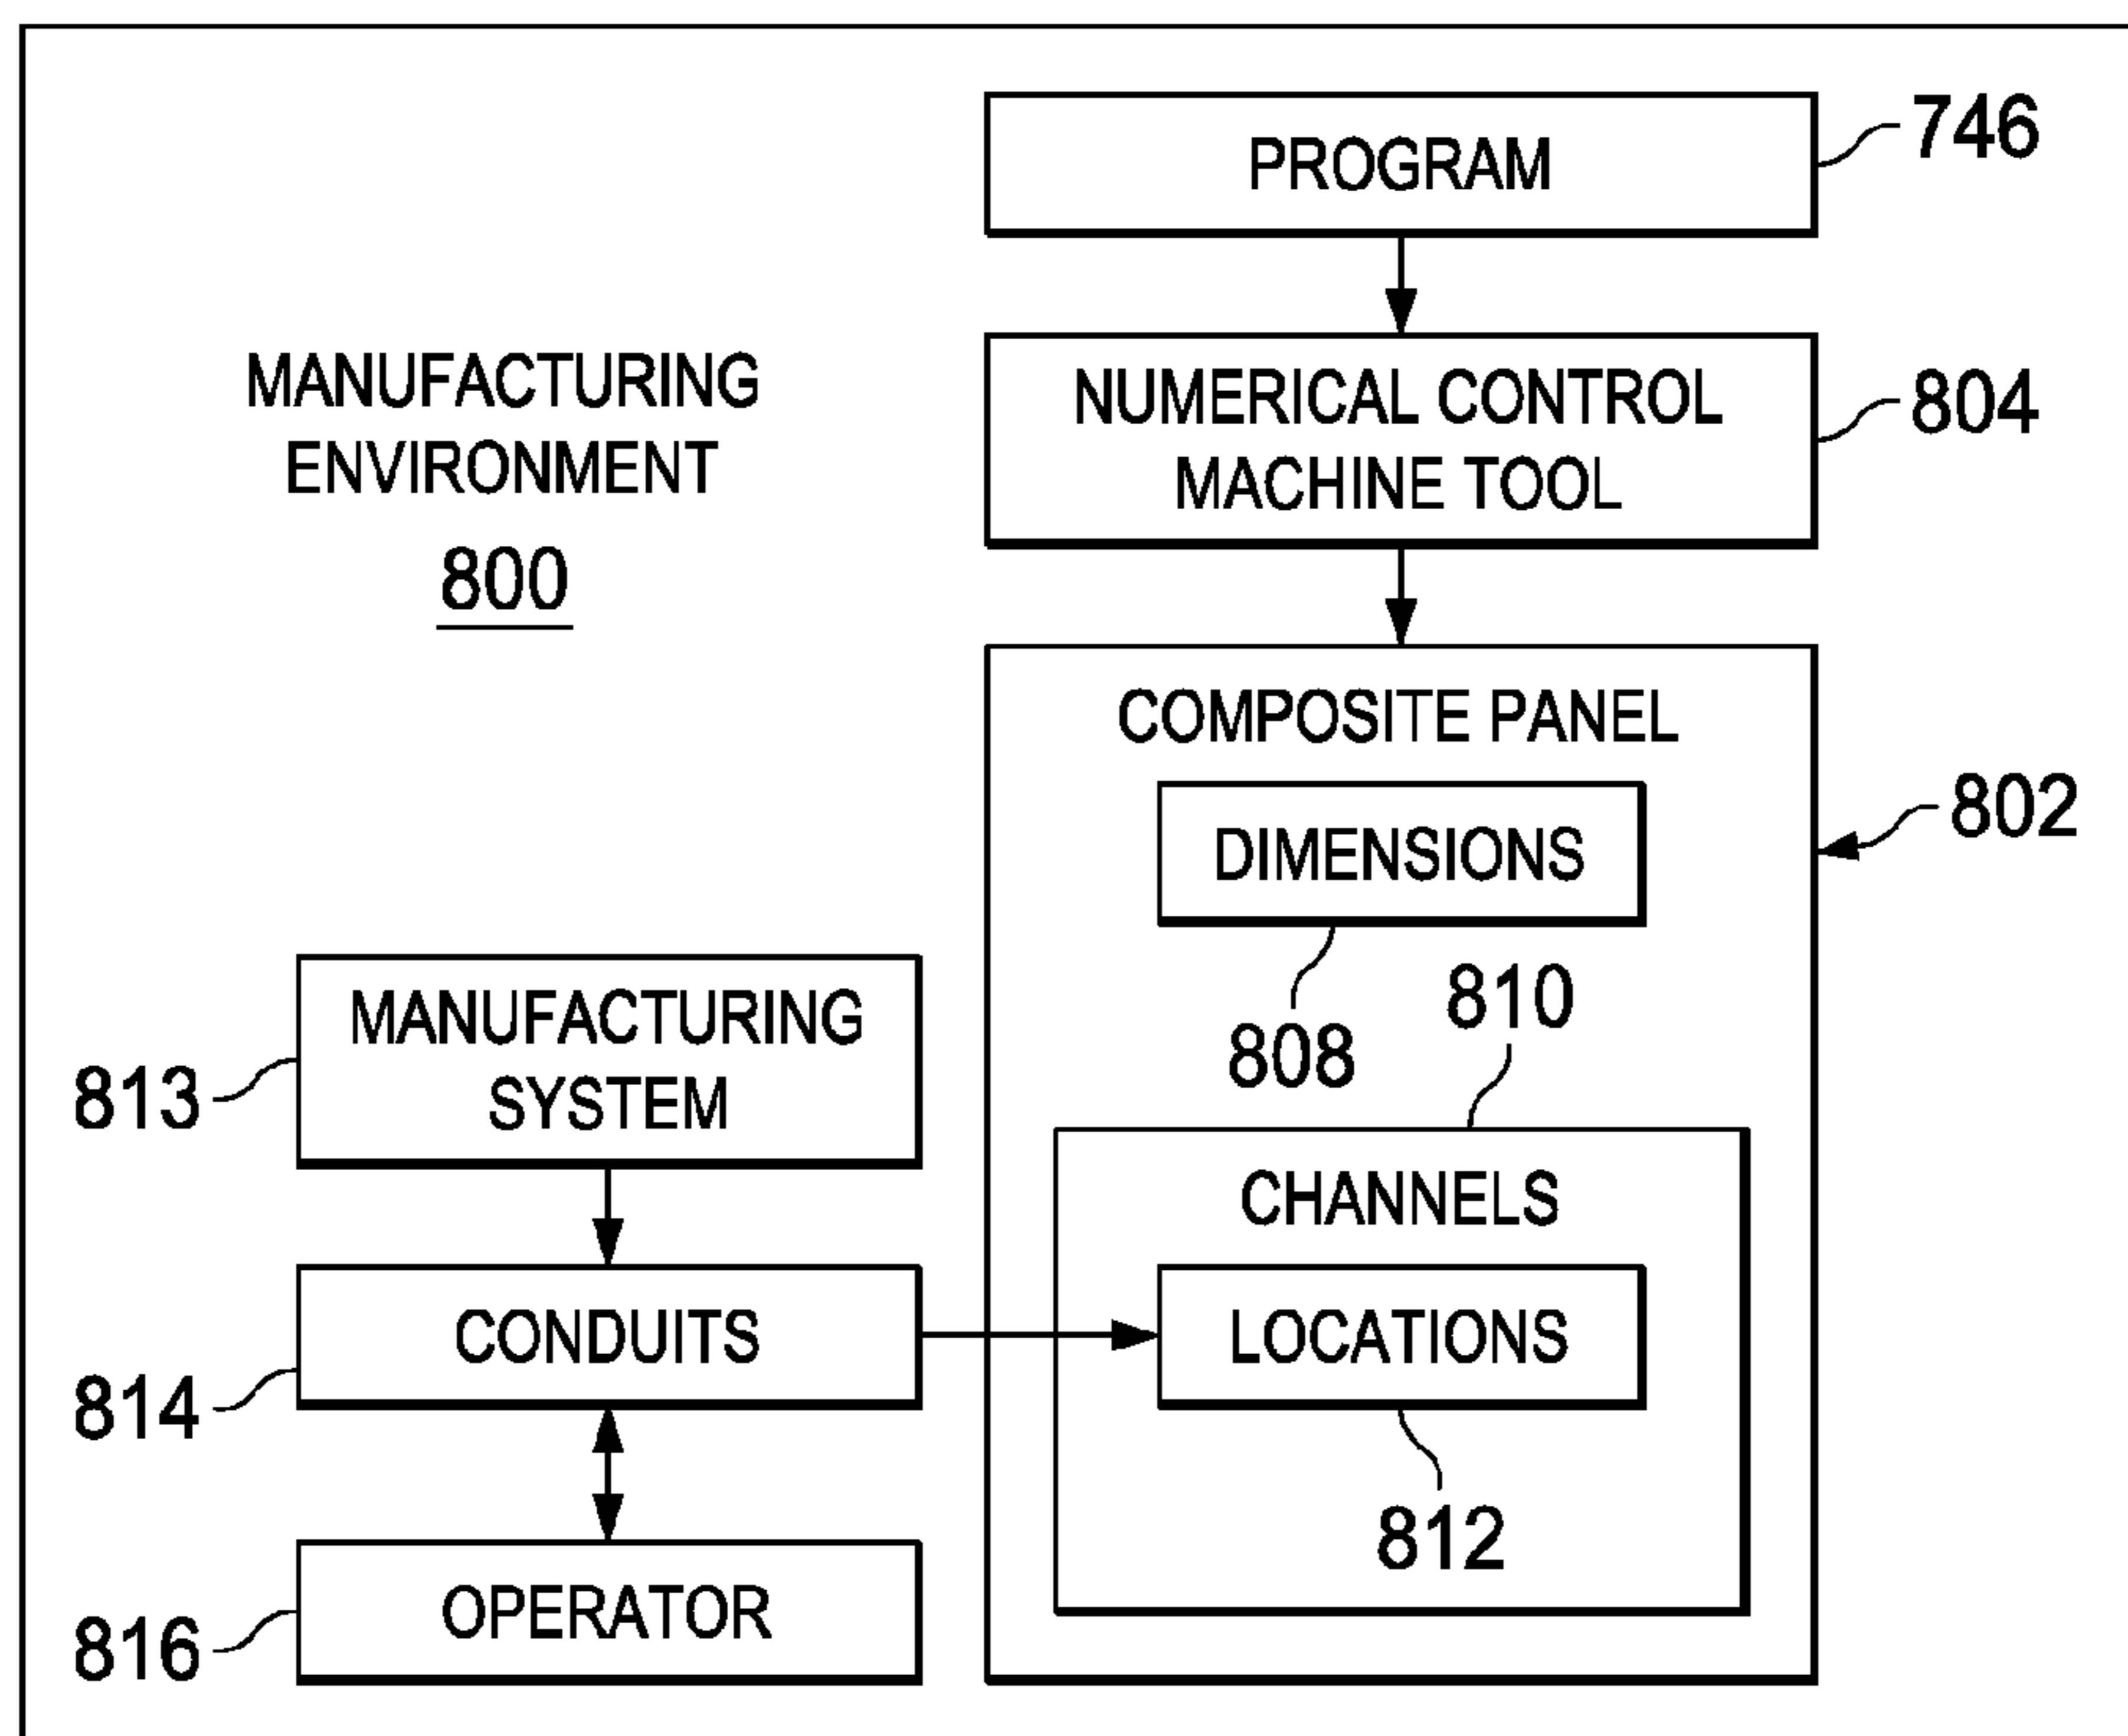 PROGRAM
746
MANUFACTURING
ENVIRONMENT
800
NUMERICAL CONTROL
MACHINE TOOL
804
COMPOSITE PANEL
802
DIMENSIONS
808
810
MANUFACTURING
SYSTEM
813
CHANNELS
CONDUITS
814
LOCATIONS
812
OPERATOR
816